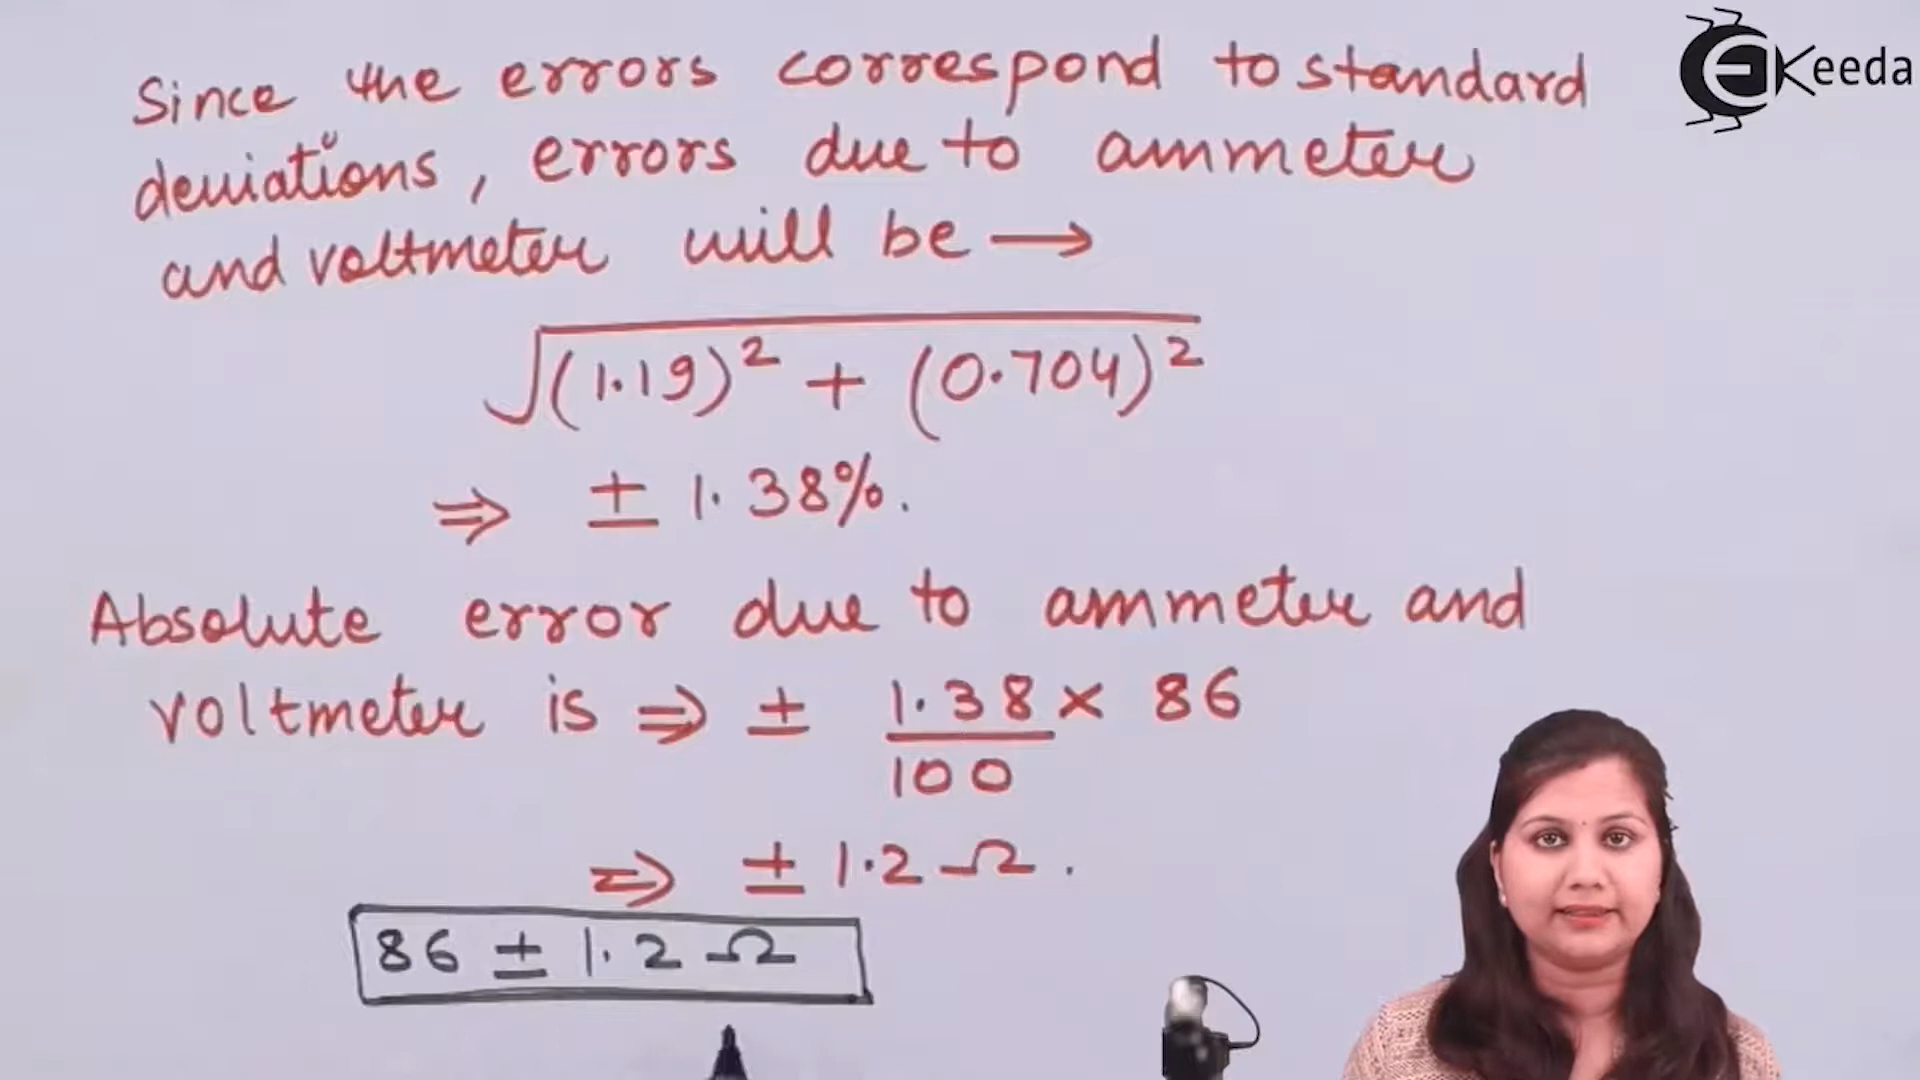 Since the errors correspond to standard
deviations, errors due to ammeter
and voltmeter will be →
√(1.19)² + (0.704)²
⇒ ± 1.38%.
Absolute error due to ammeter and
voltmeter is ⇒ ± 1.38/100 × 86
⇒ ± 1.2 Ω.
86 ± 1.2 Ω
EKeeda